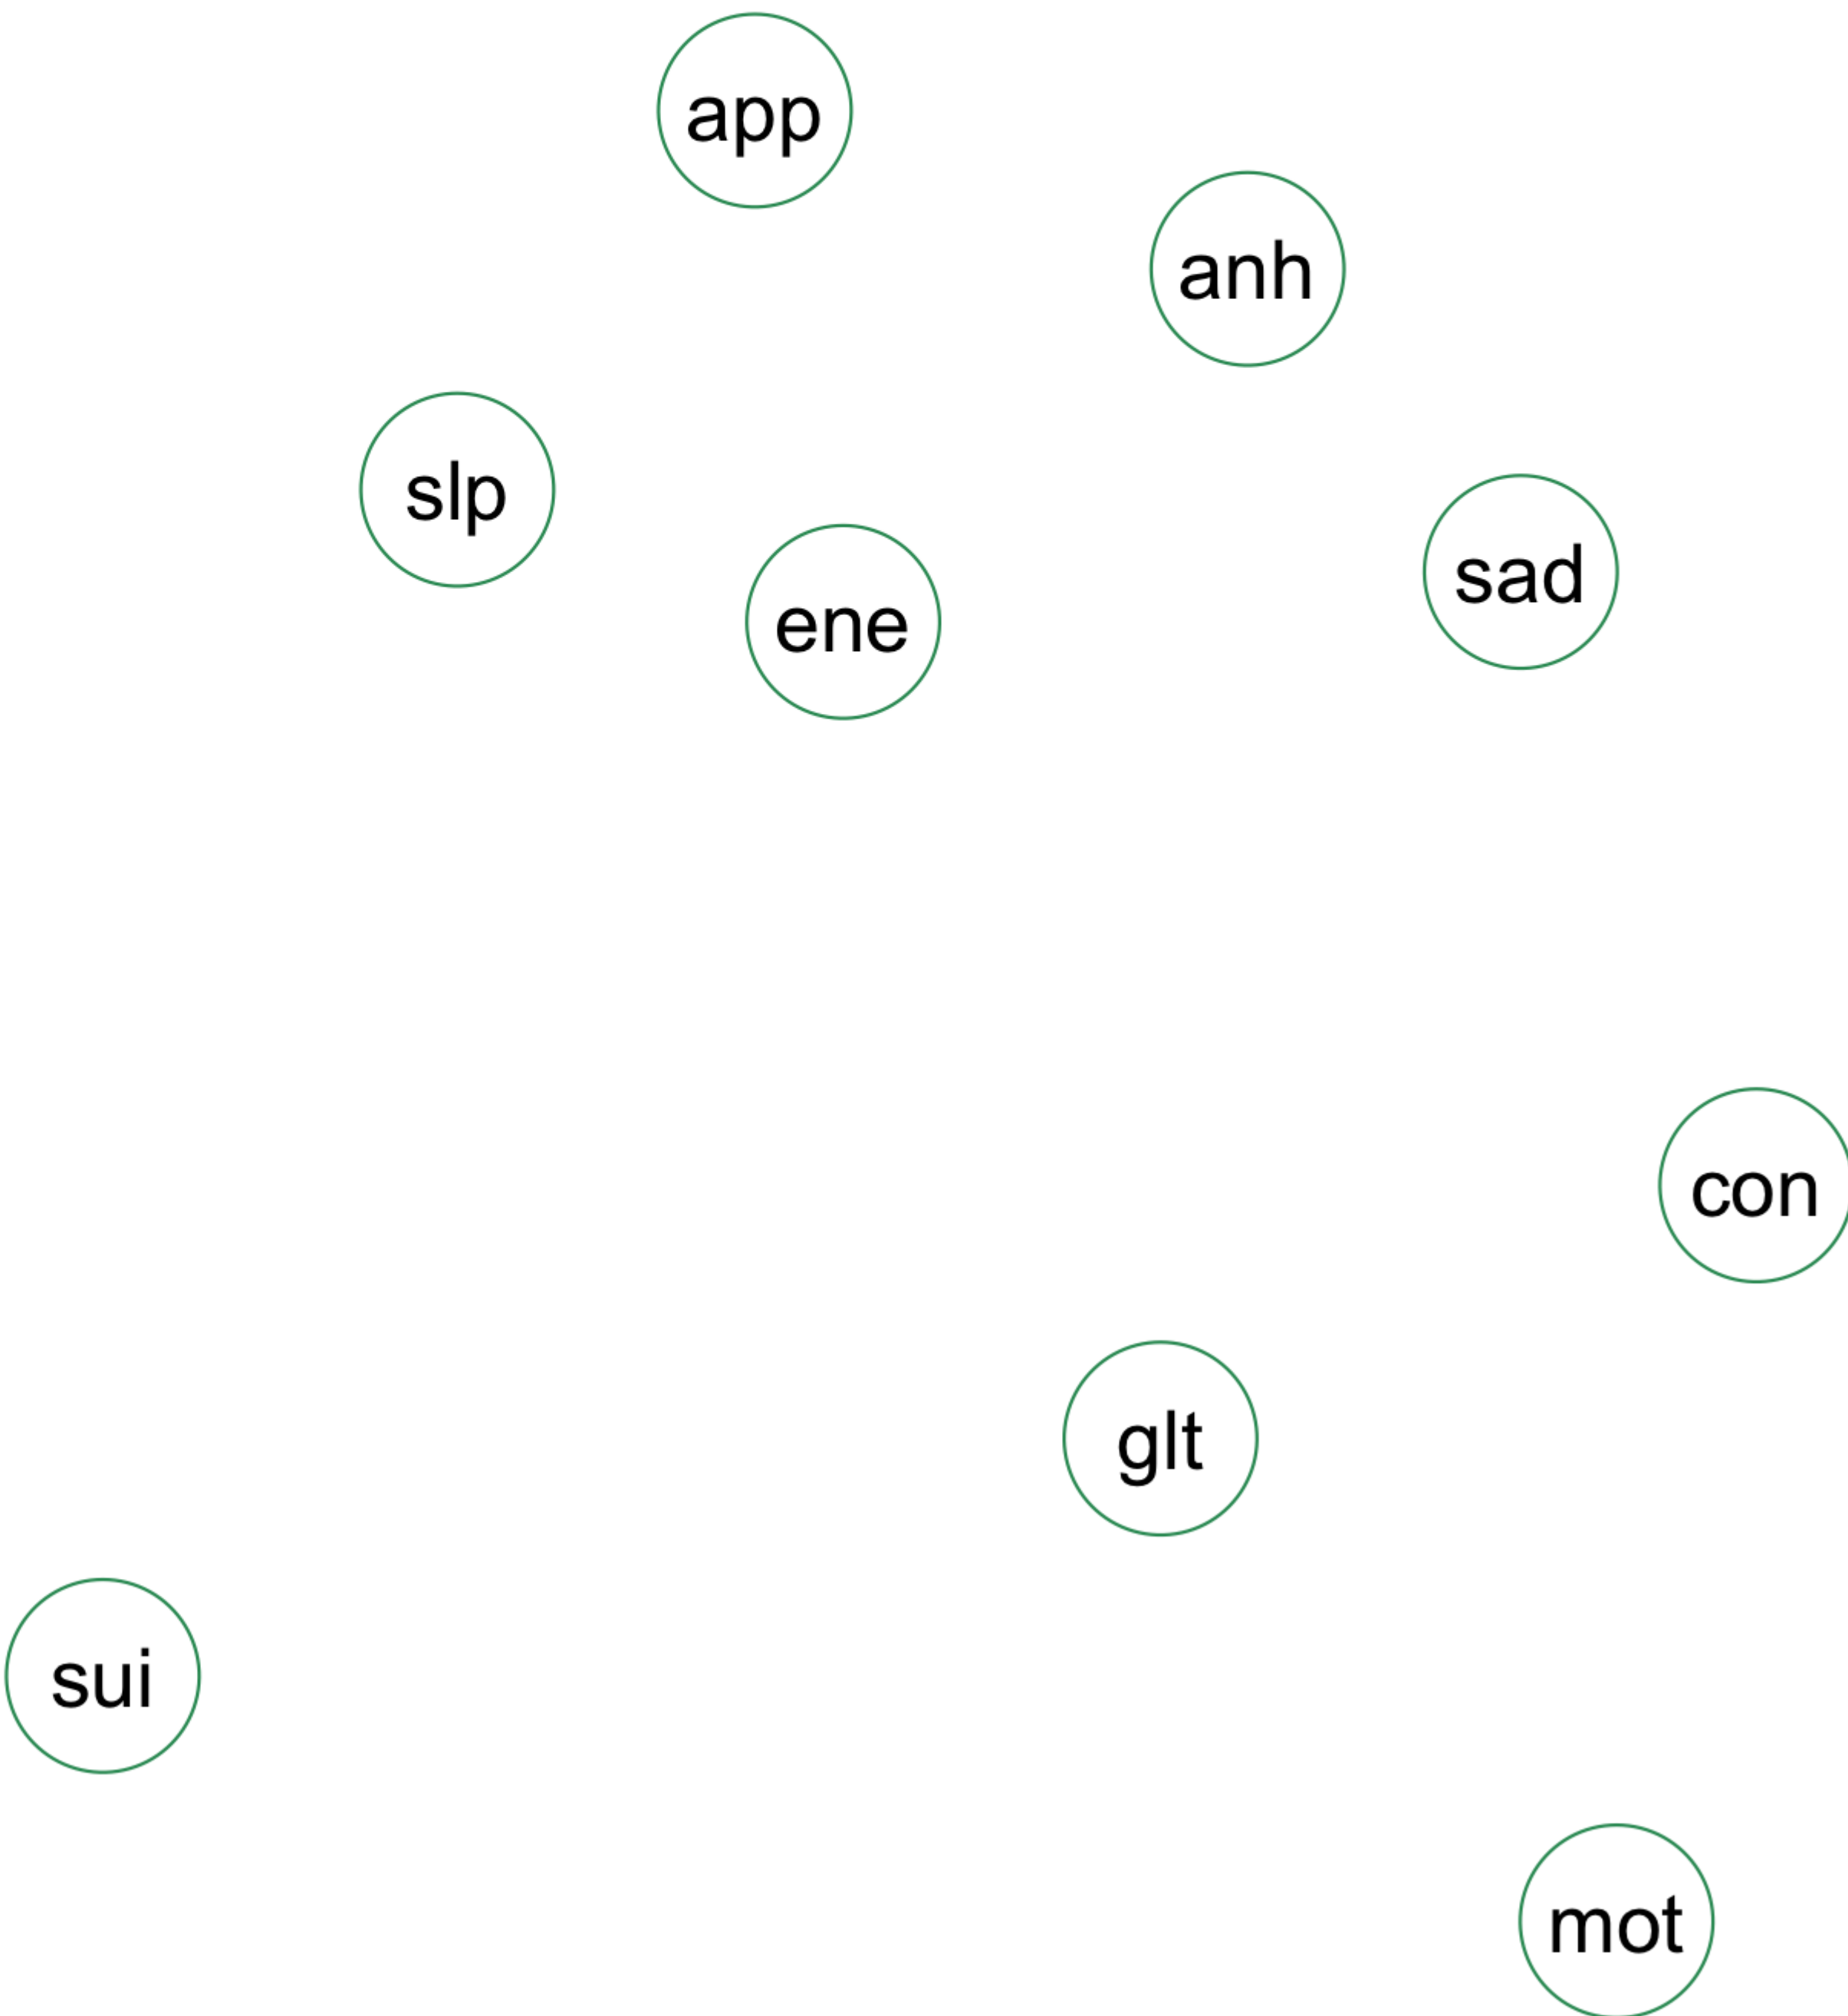 app
anh
slp
sad
ene
con
glt
sui
mot